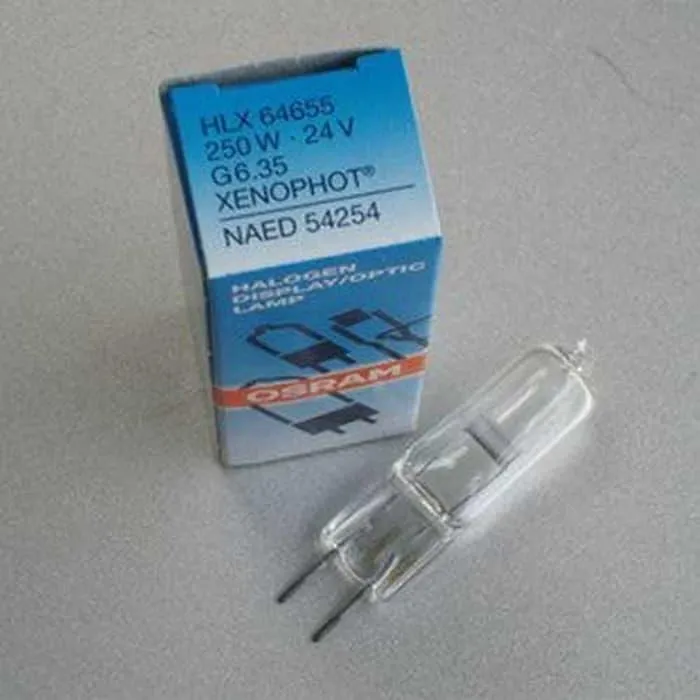 HLX 64655
250 W · 24 V
G6.35
XENOPHOT®
NAED 54254
HALOGEN
DISPLAY/OPTIC
LAMP
OSRAM